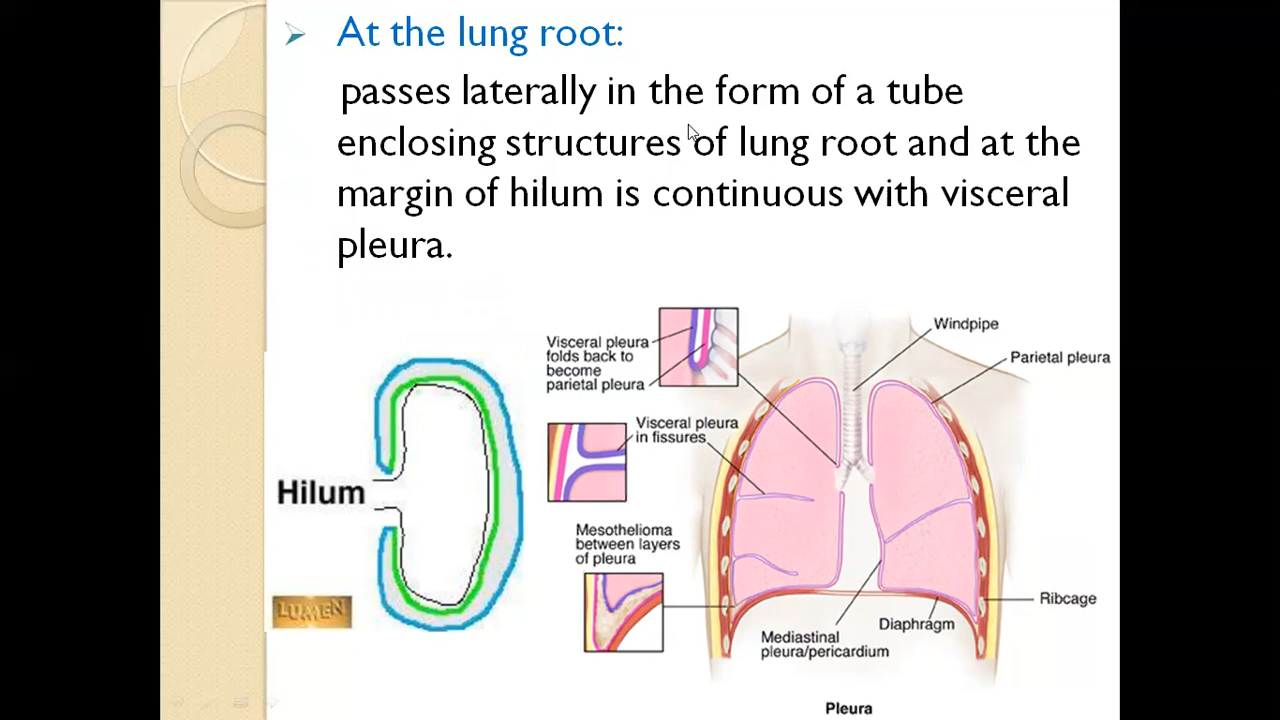 At the lung root:
passes laterally in the form of a tube
enclosing structures of lung root and at the
margin of hilum is continuous with visceral
pleura.
Hilum
LUMEN
Visceral pleura
folds back to
become
parietal pleura
Visceral pleura
in fissures
Mesothelioma
between layers
of pleura
Windpipe
Parietal pleura
Ribcage
Diaphragm
Mediastinal
pleura/pericardium
Pleura